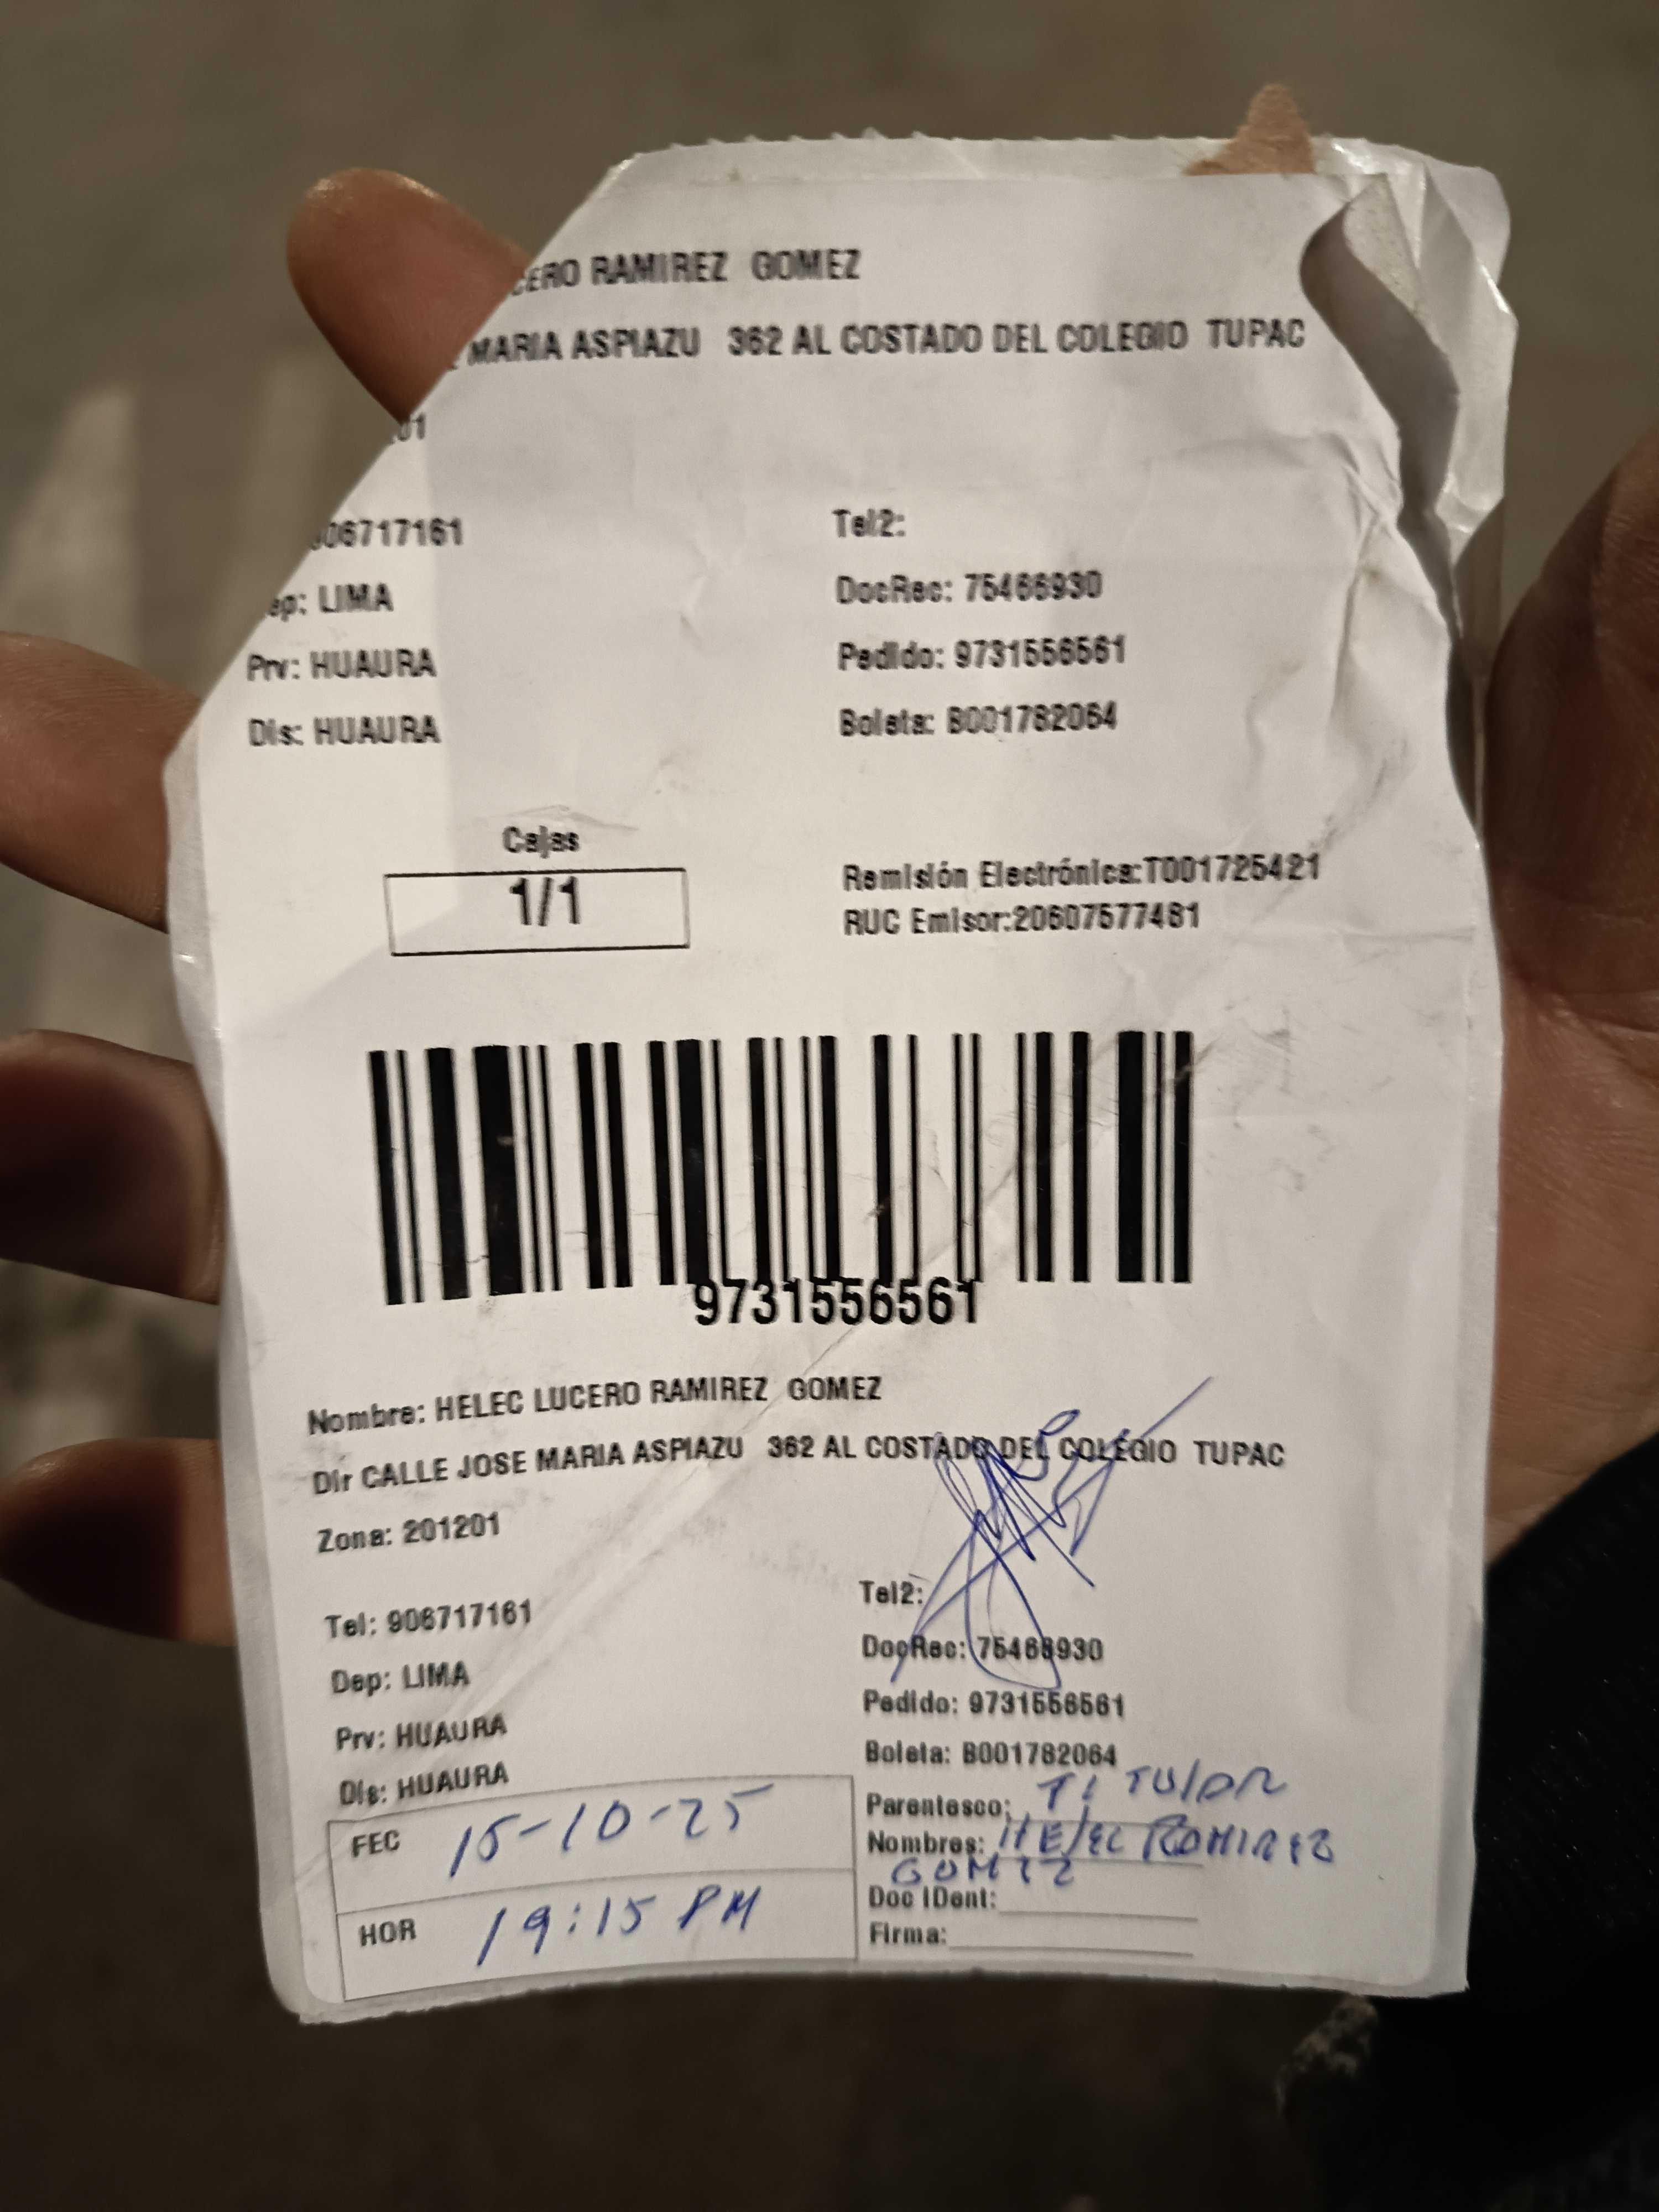 CERO RAMIREZ GOMEZ
MARIA ASPIAZU 362 AL COSTADO DEL COLEGIO TUPAC
01
06717161
Tel2:
ep: LIMA
DocRec: 75466930
Prv: HUAURA
Pedido: 9731556561
Dis: HUAURA
Boleta: B001782064
Cajas
1/1
Remisión Electrónica:T001725421
RUC Emisor:20607577481
9731556561
Nombre: HELEC LUCERO RAMIREZ GOMEZ
Dir CALLE JOSE MARIA ASPIAZU 362 AL COSTADO DEL COLEGIO TUPAC
Zona: 201201
Tel: 906717161
Tel2:
Dep: LIMA
DocRec: 75466930
Prv: HUAURA
Pedido: 9731556561
Dis: HUAURA
Boleta: B001782064
FEC 15-10-25
HOR 19:15 PM
Parentesco: TITULAR
Nombres: HELEC RAMIREZ
GOMEZ
Doc IDent:
Firma: